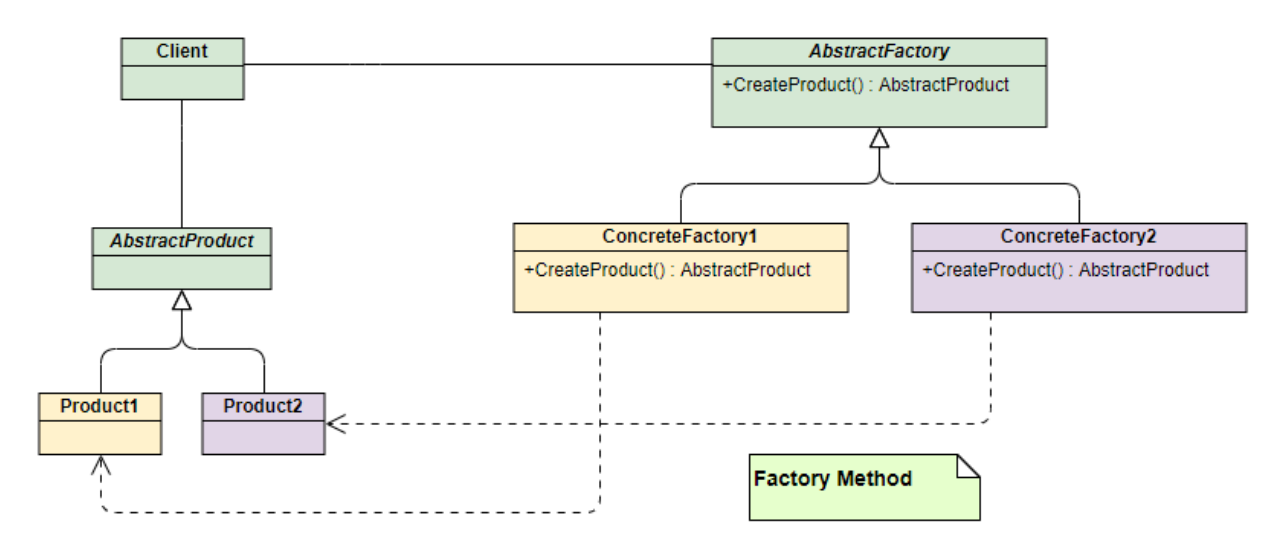 Client
AbstractFactory
+CreateProduct() : AbstractProduct
AbstractProduct
ConcreteFactory1
+CreateProduct() : AbstractProduct
ConcreteFactory2
+CreateProduct() : AbstractProduct
Product1
Product2
Factory Method